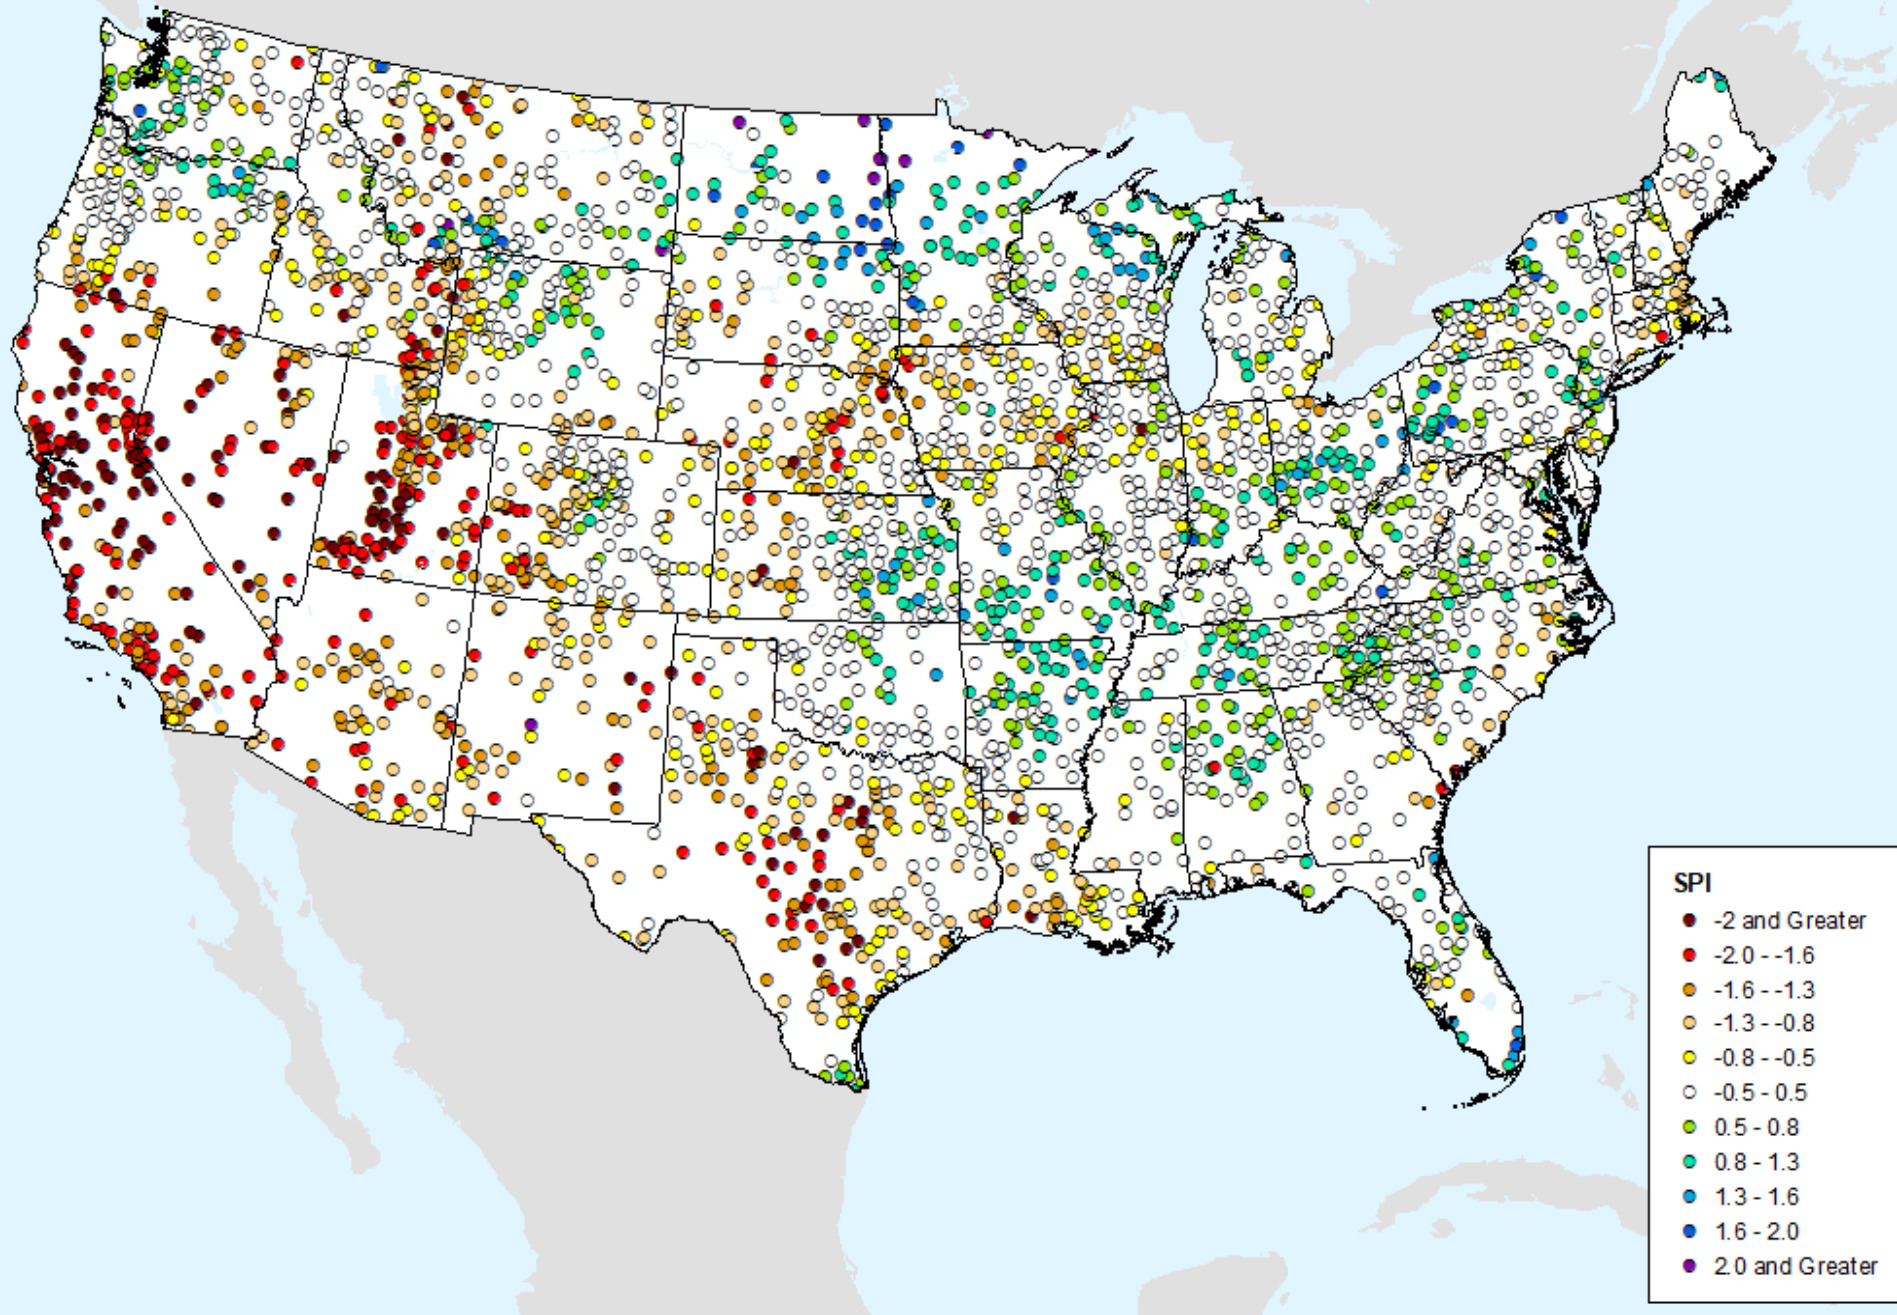 SPI
-2 and Greater
-2.0 - -1.6
-1.6 - -1.3
-1.3 - -0.8
-0.8 - -0.5
-0.5 - 0.5
0.5 - 0.8
0.8 - 1.3
1.3 - 1.6
1.6 - 2.0
2.0 and Greater